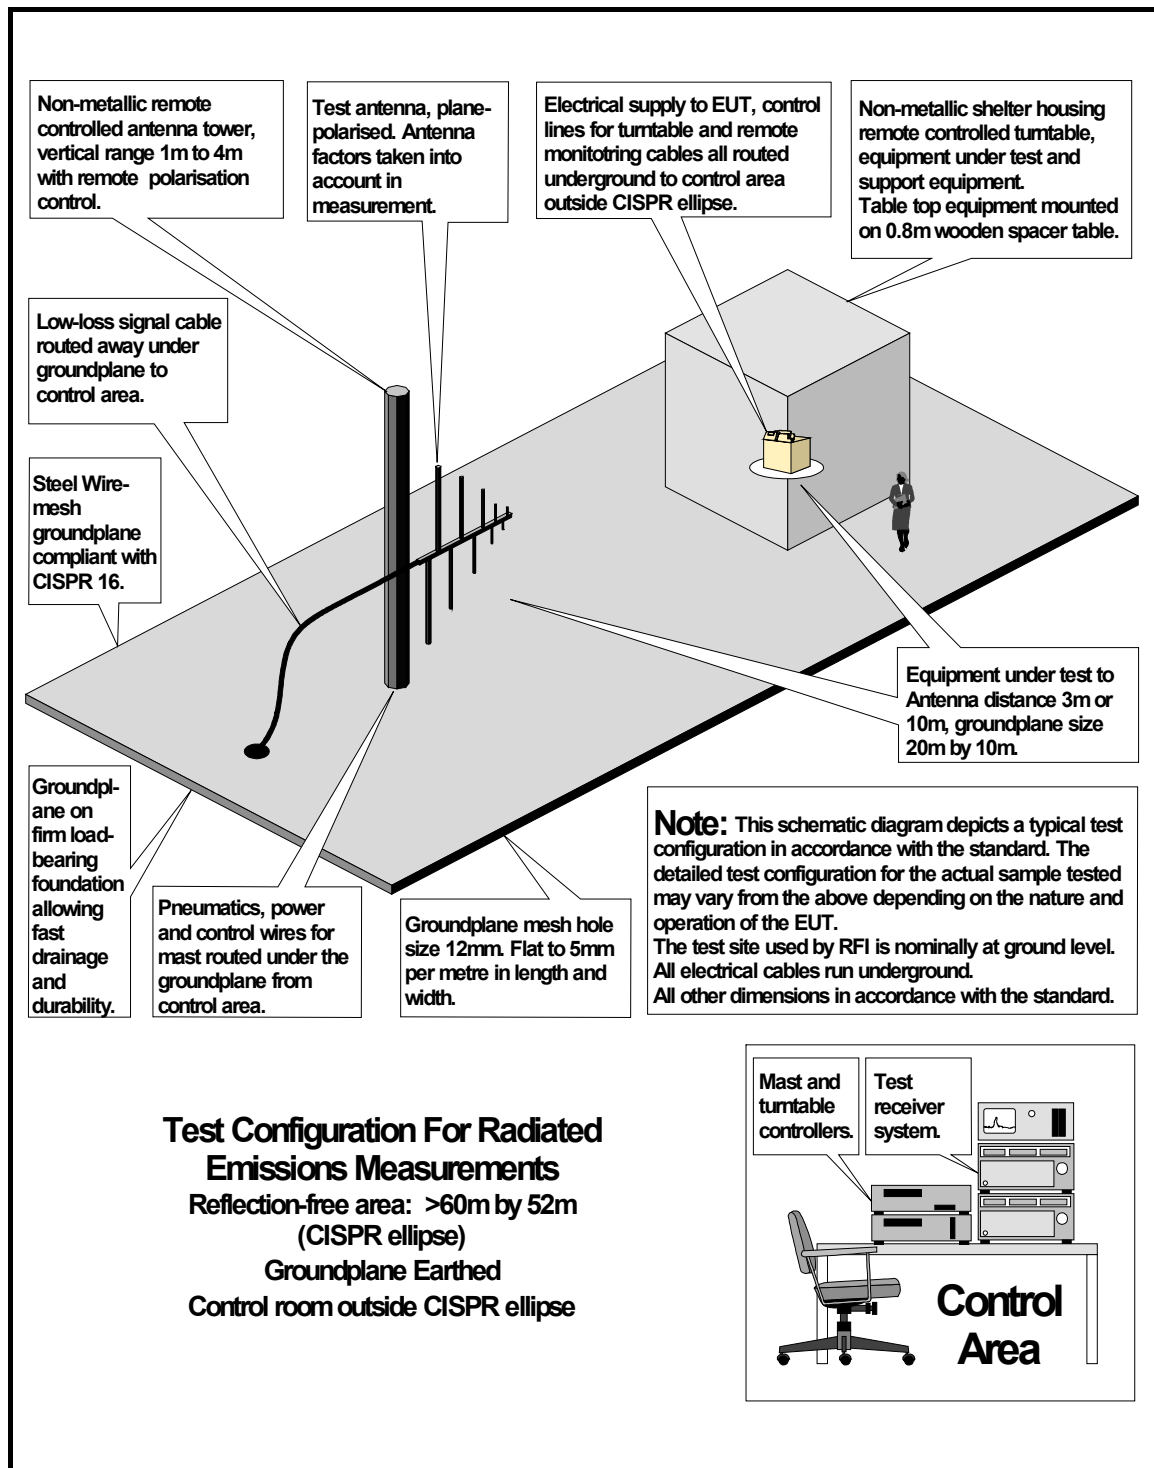 Non-metallic remote
controlled antenna tower,
vertical range 1m to 4m
with remote polarisation
control.
Test antenna, plane-
polarised. Antenna
factors taken into
account in
measurement.
Electrical supply to EUT, control
lines for turntable and remote
monitotring cables all routed
underground to control area
outside CISPR ellipse.
Non-metallic shelter housing
remote controlled turntable,
equipment under test and
support equipment.
Table top equipment mounted
on 0.8m wooden spacer table.
Low-loss signal cable
routed away under
groundplane to
control area.
Steel Wire-
mesh
groundplane
compliant with
CISPR 16.
Equipment under test to
Antenna distance 3m or
10m, groundplane size
20m by 10m.
Groundpl-
ane on
firm load-
bearing
foundation
allowing
fast
drainage
and
durability.
Pneumatics, power
and control wires for
mast routed under the
groundplane from
control area.
Groundplane mesh hole
size 12mm. Flat to 5mm
per metre in length and
width.
Note: This schematic diagram depicts a typical test
configuration in accordance with the standard. The
detailed test configuration for the actual sample tested
may vary from the above depending on the nature and
operation of the EUT.
The test site used by RFI is nominally at ground level.
All electrical cables run underground.
All other dimensions in accordance with the standard.
Test Configuration For Radiated
Emissions Measurements
Reflection-free area: >60m by 52m
(CISPR ellipse)
Groundplane Earthed
Control room outside CISPR ellipse
Mast and
turntable
controllers.
Test
receiver
system.
Control
Area